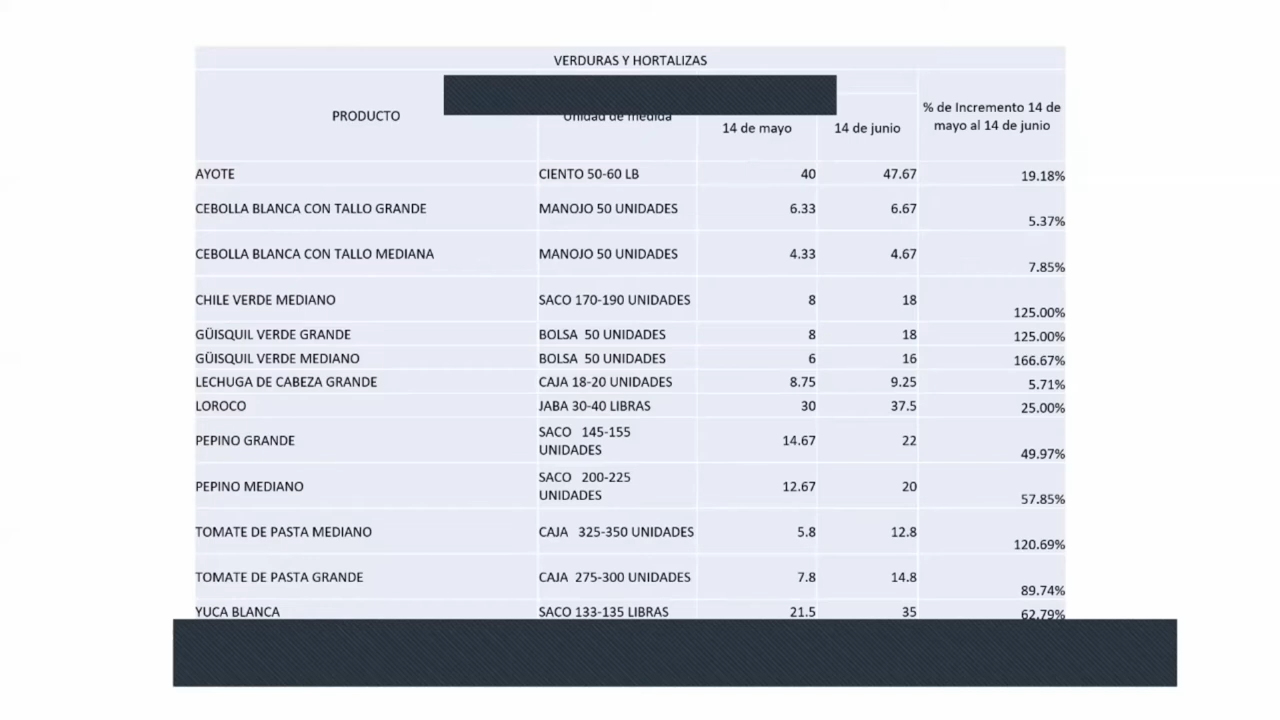 VERDURAS Y HORTALIZAS
PRODUCTO Unidad de medida 14 de mayo 14 de junio % de Incremento 14 de
mayo al 14 de junio
AYOTE CIENTO 50-60 LB 40 47.67 19.18%
CEBOLLA BLANCA CON TALLO GRANDE MANOJO 50 UNIDADES 6.33 6.67 5.37%
CEBOLLA BLANCA CON TALLO MEDIANA MANOJO 50 UNIDADES 4.33 4.67 7.85%
CHILE VERDE MEDIANO SACO 170-190 UNIDADES 8 18 125.00%
GÜISQUIL VERDE GRANDE BOLSA 50 UNIDADES 8 18 125.00%
GÜISQUIL VERDE MEDIANO BOLSA 50 UNIDADES 6 16 166.67%
LECHUGA DE CABEZA GRANDE CAJA 18-20 UNIDADES 8.75 9.25 5.71%
LOROCO JABA 30-40 LIBRAS 30 37.5 25.00%
PEPINO GRANDE SACO 145-155
UNIDADES 14.67 22 49.97%
PEPINO MEDIANO SACO 200-225
UNIDADES 12.67 20 57.85%
TOMATE DE PASTA MEDIANO CAJA 325-350 UNIDADES 5.8 12.8 120.69%
TOMATE DE PASTA GRANDE CAJA 275-300 UNIDADES 7.8 14.8 89.74%
YUCA BLANCA SACO 133-135 LIBRAS 21.5 35 62.79%